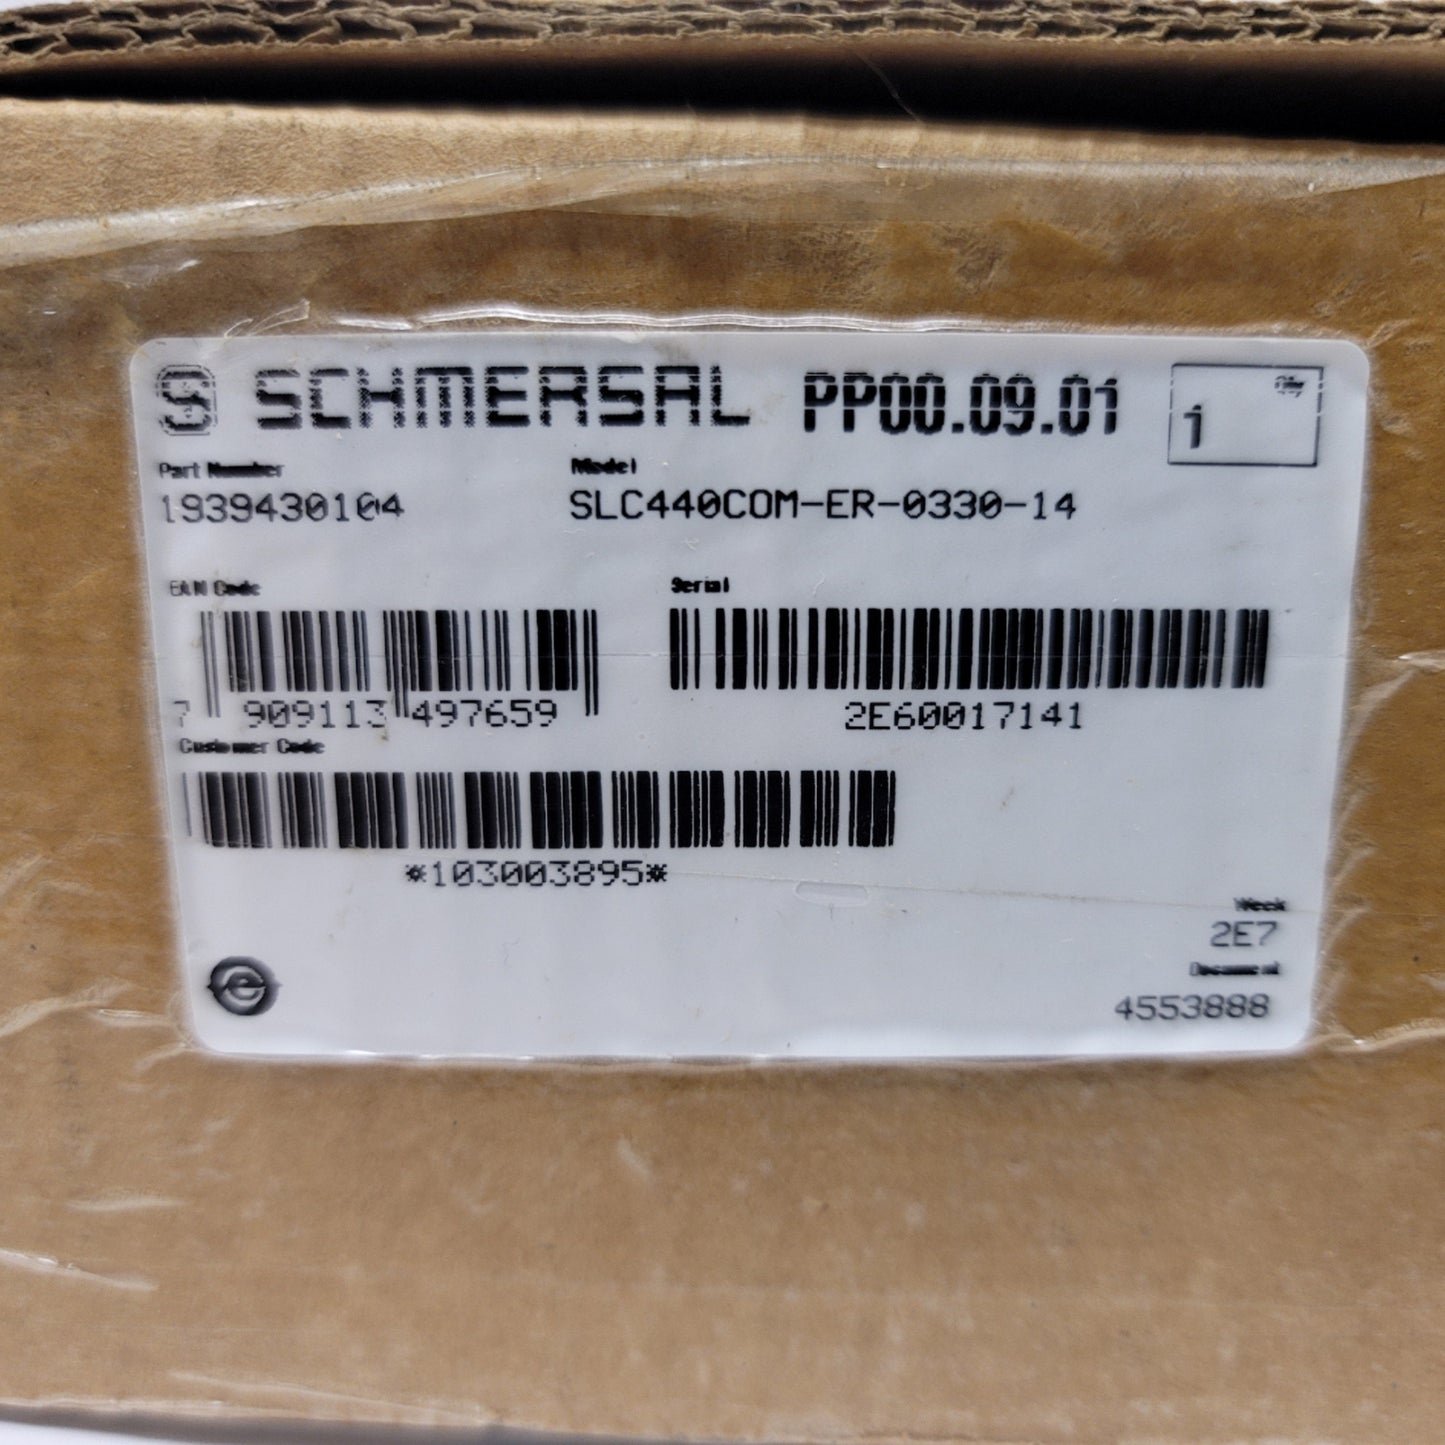 S SCHMERSAL PP00.09.01
Qty
1
Part Number
1939430104
Model
SLC440COM-ER-0330-14
EAN Code
7 909113 497659
Serial
2E60017141
Customer Code
*103003895*
Week
2E7
Document
4553888
e